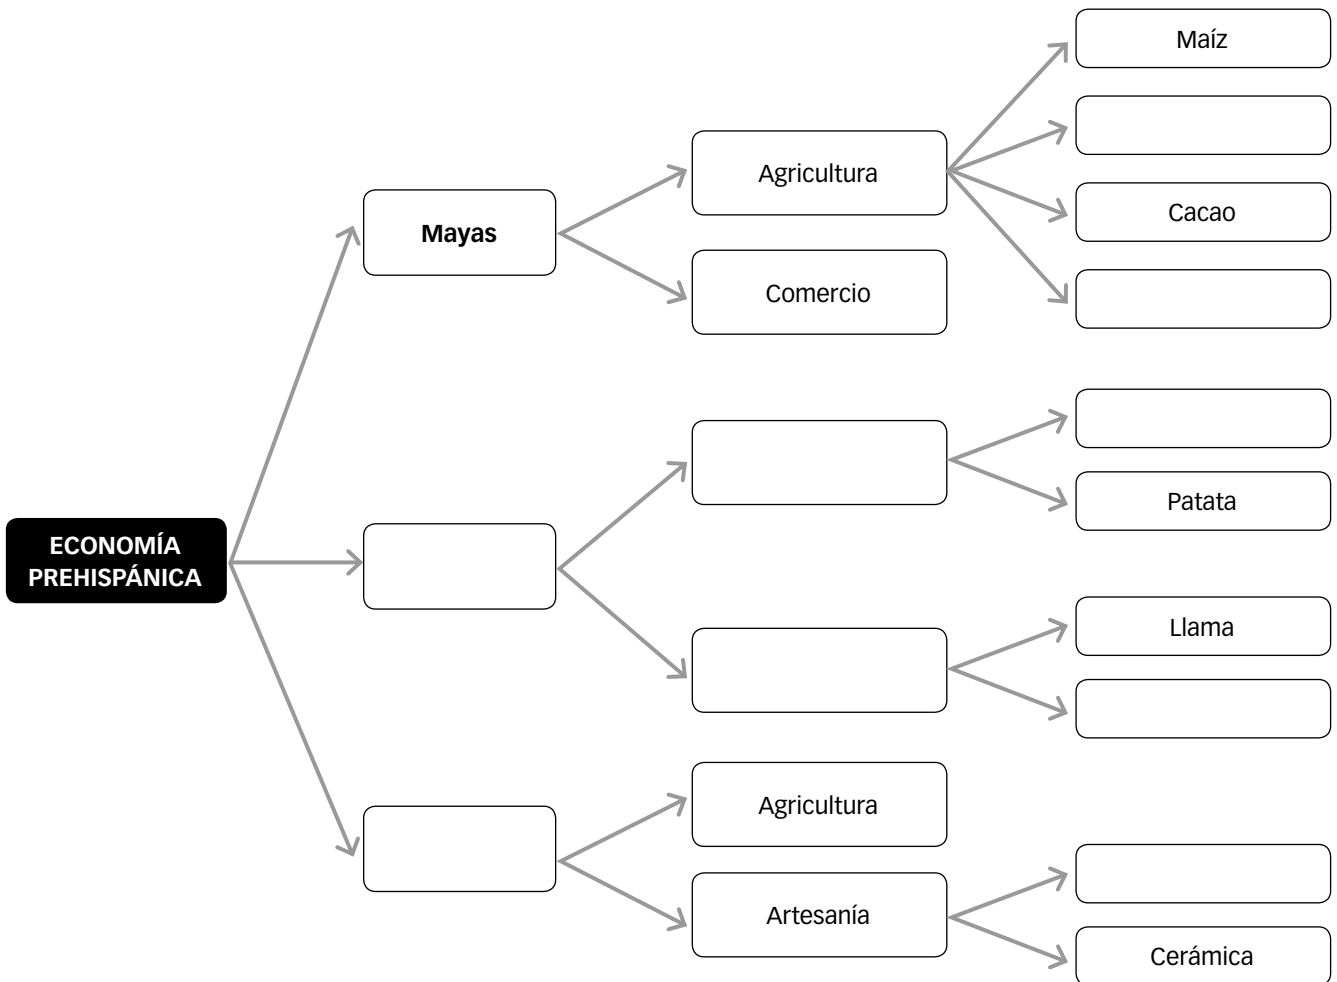 Maíz
Agricultura
Mayas
Cacao
Comercio
Patata
ECONOMÍA
PREHISPÁNICA
Llama
Agricultura
Artesanía
Cerámica